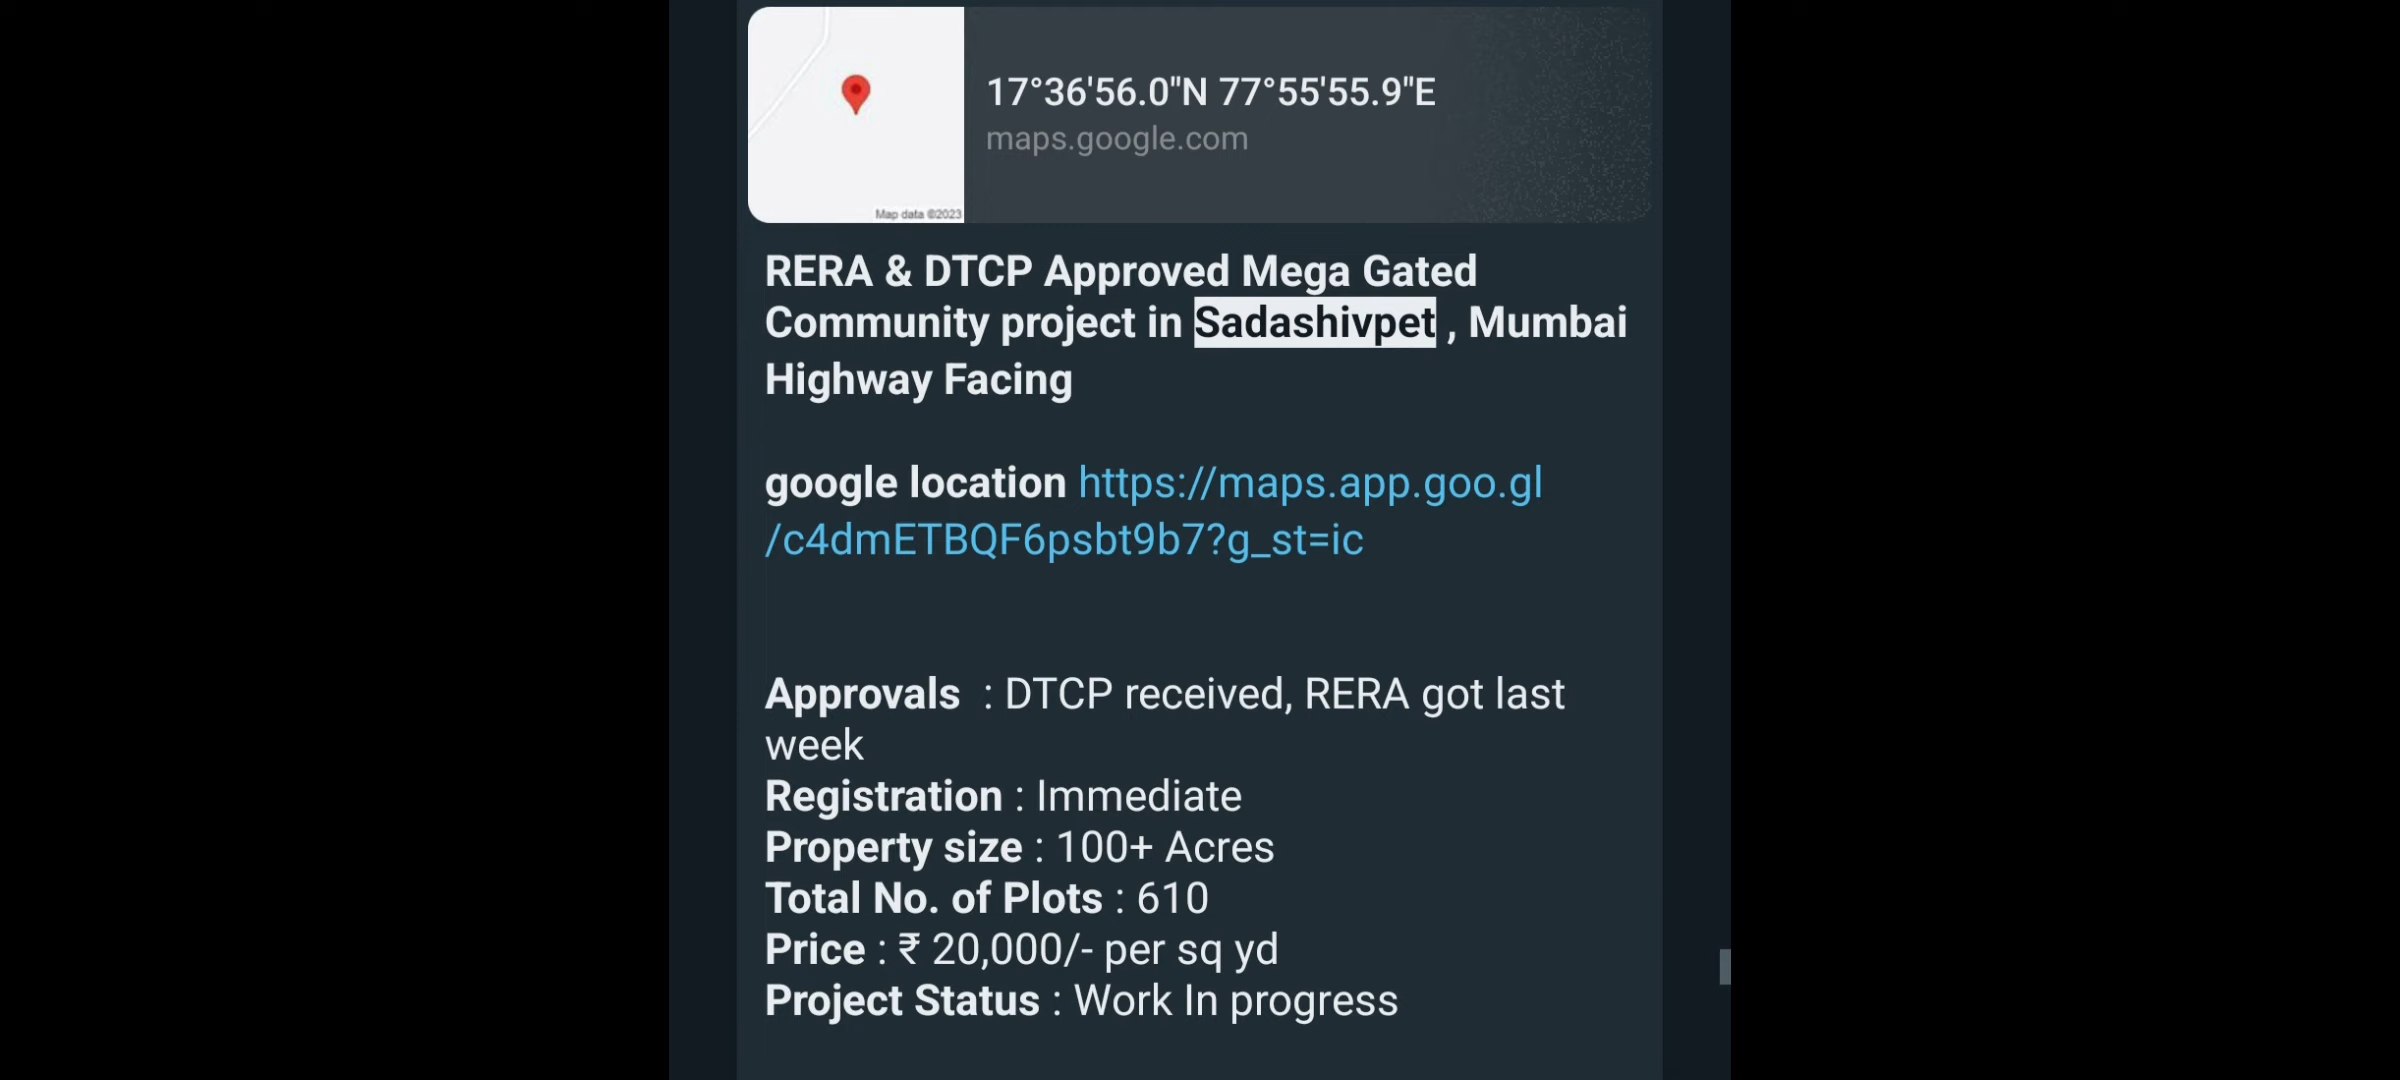 17°36'56.0"N 77°55'55.9"E
maps.google.com
Map data ©2023
RERA & DTCP Approved Mega Gated
Community project in Sadashivpet , Mumbai
Highway Facing
google location https://maps.app.goo.gl
/c4dmETBQF6psbt9b7?g_st=ic
Approvals  : DTCP received, RERA got last
week
Registration : Immediate
Property size : 100+ Acres
Total No. of Plots : 610
Price : ₹ 20,000/- per sq yd
Project Status : Work In progress